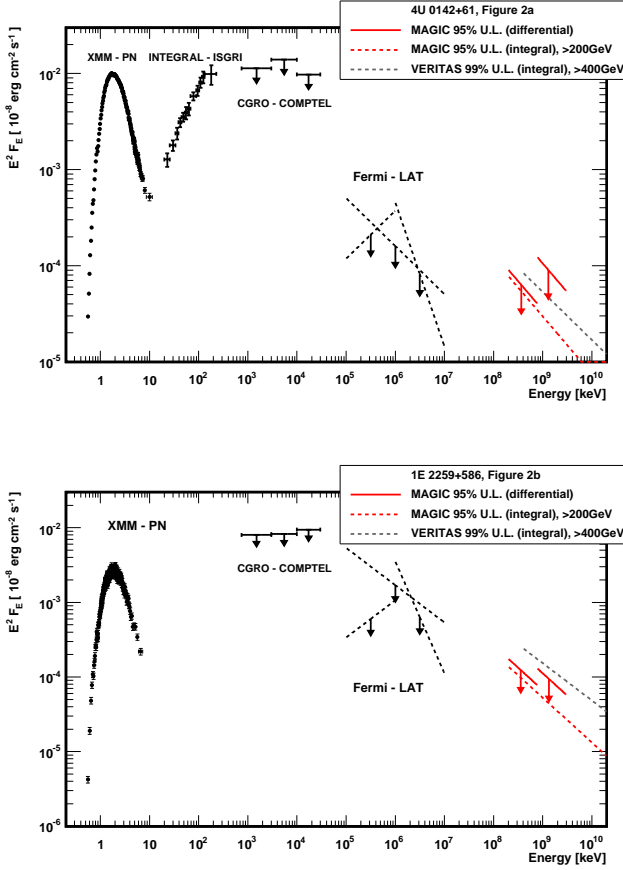 4U 0142+61, Figure 2a
MAGIC 95% U.L. (differential)
MAGIC 95% U.L. (integral), >200GeV
VERITAS 99% U.L. (integral), >400GeV
XMM - PN
INTEGRAL - ISGRI
CGRO - COMPTEL
Fermi - LAT
E² F_E [ 10⁻⁸ erg cm⁻² s⁻¹ ]
10⁻²
10⁻³
10⁻⁴
10⁻⁵
1 10 10² 10³ 10⁴ 10⁵ 10⁶ 10⁷ 10⁸ 10⁹ 10¹⁰
Energy [keV]
1E 2259+586, Figure 2b
MAGIC 95% U.L. (differential)
MAGIC 95% U.L. (integral), >200GeV
VERITAS 99% U.L. (integral), >400GeV
XMM - PN
CGRO - COMPTEL
Fermi - LAT
E² F_E [ 10⁻⁸ erg cm⁻² s⁻¹ ]
10⁻²
10⁻³
10⁻⁴
10⁻⁵
10⁻⁶
1 10 10² 10³ 10⁴ 10⁵ 10⁶ 10⁷ 10⁸ 10⁹ 10¹⁰
Energy [keV]